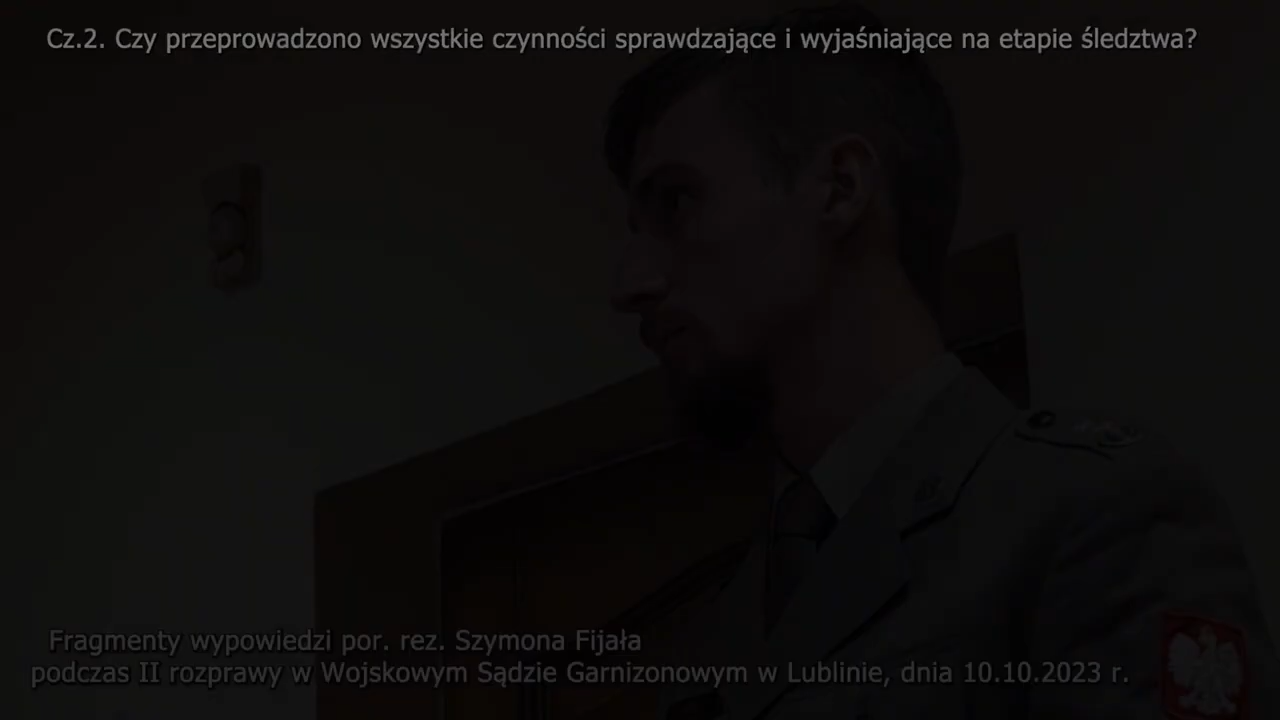 Cz.2. Czy przeprowadzono wszystkie czynności sprawdzające i wyjaśniające na etapie śledztwa?
Fragmenty wypowiedzi por. rez. Szymona Fijała
podczas II rozprawy w Wojskowym Sądzie Garnizonowym w Lublinie, dnia 10.10.2023 r.